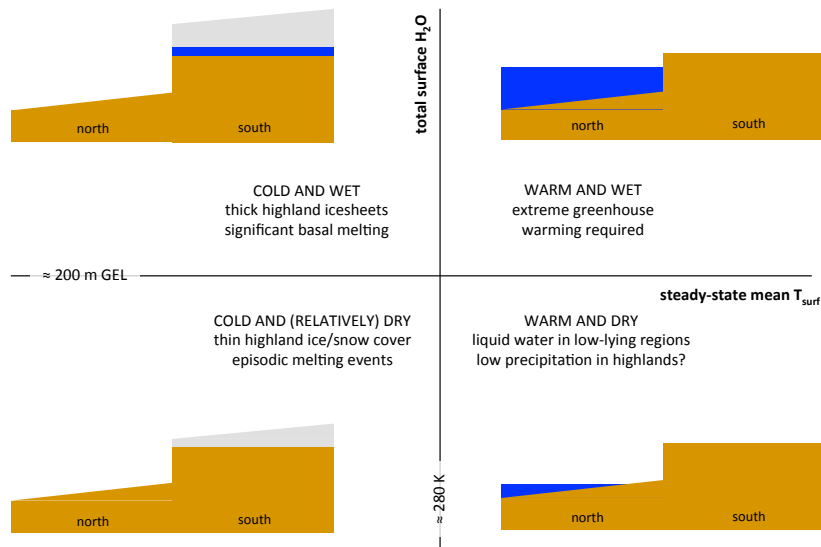 total surface H₂O
north
south
north
south
COLD AND WET
thick highland icesheets
significant basal melting
WARM AND WET
extreme greenhouse
warming required
≈ 200 m GEL
steady-state mean Tsurf
COLD AND (RELATIVELY) DRY
thin highland ice/snow cover
episodic melting events
WARM AND DRY
liquid water in low-lying regions
low precipitation in highlands?
≈ 280 K
north
south
north
south